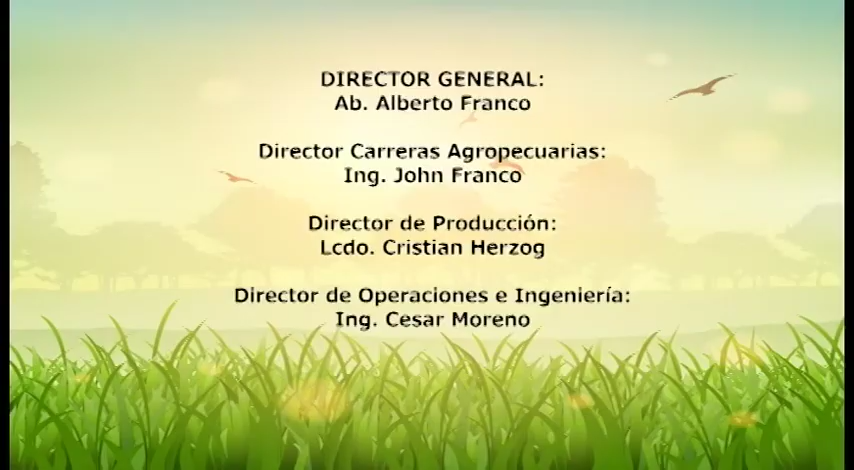 DIRECTOR GENERAL:
Ab. Alberto Franco
Director Carreras Agropecuarias:
Ing. John Franco
Director de Producción:
Lcdo. Cristian Herzog
Director de Operaciones e Ingeniería:
Ing. Cesar Moreno